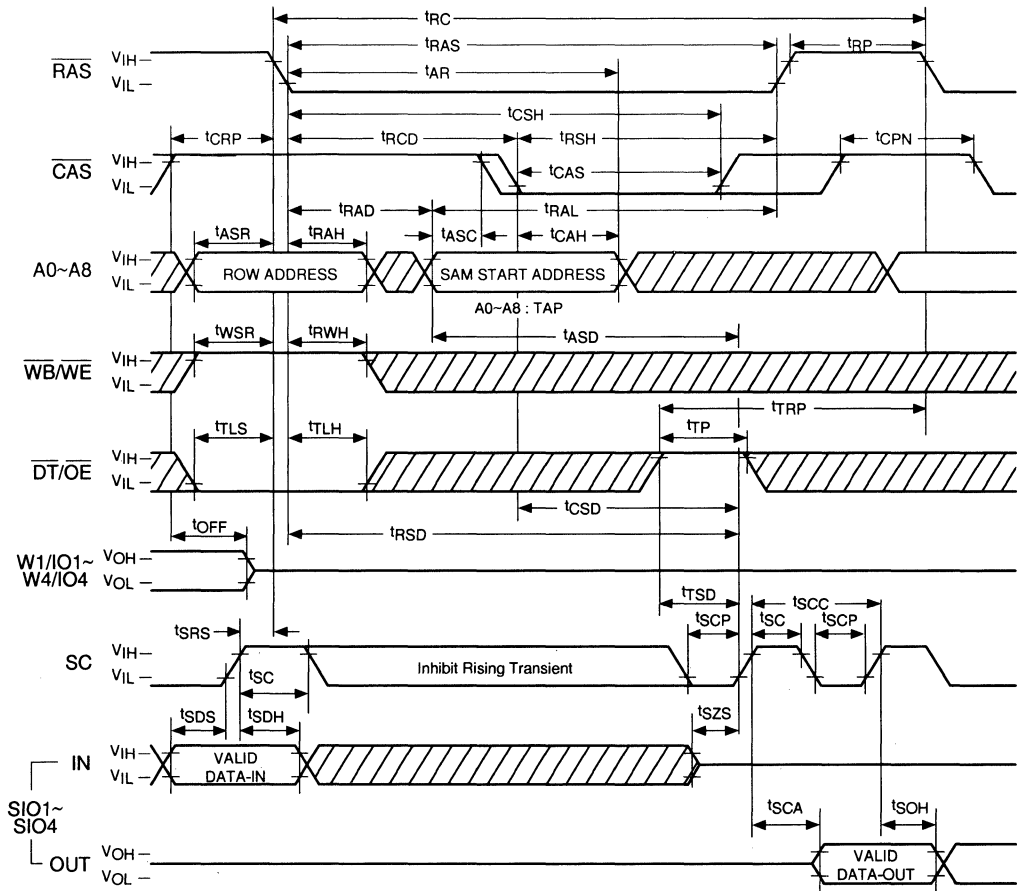 tRC
tRAS
tRP
tAR
RAS
VIH
VIL
tCSH
tCRP
tRCD
tRSH
tCPN
CAS
VIH
VIL
tCAS
tRAD
tRAL
tASR
tRAH
tASC
tCAH
A0~A8
VIH
VIL
ROW ADDRESS
SAM START ADDRESS
A0~A8 : TAP
tWSR
tRWH
tASD
WB/WE
VIH
VIL
tTRP
tTLS
tTLH
tTP
DT/OE
VIH
VIL
tCSD
tOFF
tRSD
W1/IO1~
W4/IO4
VOH
VOL
tTSD
tSCC
tSRS
tSCP
tSC
tSCP
SC
VIH
VIL
Inhibit Rising Transient
tSC
tSDS
tSDH
tSZS
IN
VIH
VIL
VALID
DATA-IN
SIO1~
SIO4
tSCA
tSOH
OUT
VOH
VOL
VALID
DATA-OUT